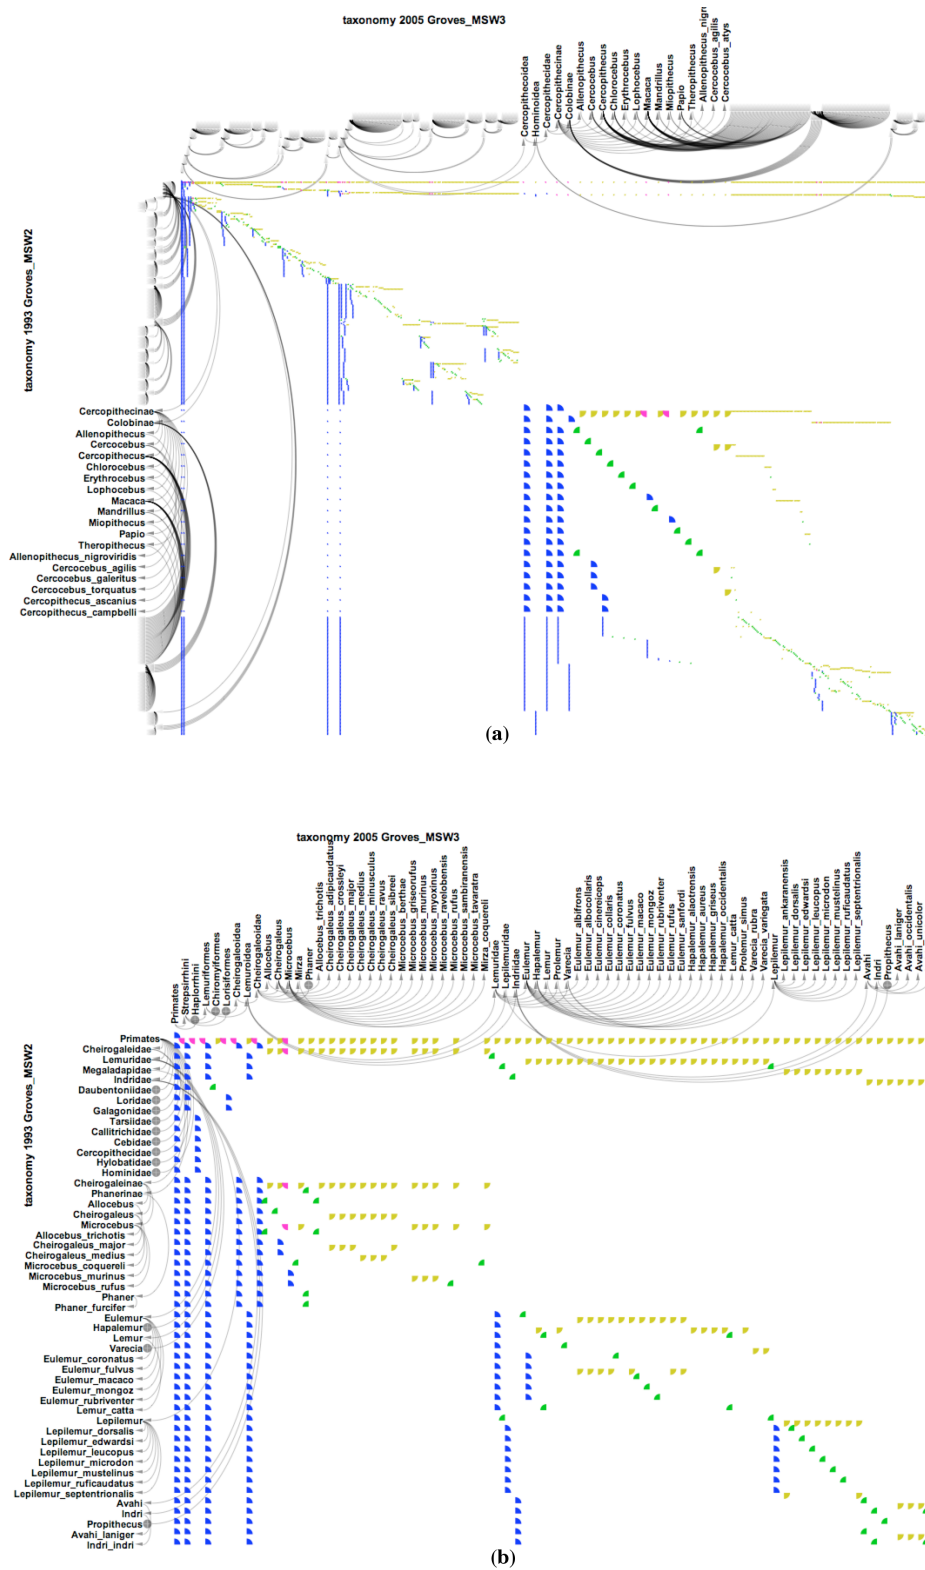 taxonomy 2005 Groves_MSW3
Cercopithecoidea
Hominoidea
Cercopithecidae
Cercopithecinae
Colobinae
Allenopithecus
Cercocebus
Cercopithecus
Chlorocebus
Erythrocebus
Lophocebus
Macaca
Mandrillus
Miopithecus
Papio
Theropithecus
Allenopithecus_nigr
Cercocebus_agilis
Cercocebus_atys
taxonomy 1993 Groves_MSW2
Cercopithecinae
Colobinae
Allenopithecus
Cercocebus
Cercopithecus
Chlorocebus
Erythrocebus
Lophocebus
Macaca
Mandrillus
Miopithecus
Papio
Theropithecus
Allenopithecus_nigroviridis
Cercocebus_agilis
Cercocebus_galeritus
Cercocebus_torquatus
Cercopithecus_ascanius
Cercopithecus_campbelli
(a)
taxonomy 2005 Groves_MSW3
Primates
Strepsirrhini
Haplorrhini
Lemuriformes
Chiromyiformes
Lorisiformes
Cheirogaleoidea
Lemuroidea
Cheirogaleidae
Allocebus
Cheirogaleus
Microcebus
Mirza
Phaner
Allocebus_trichotis
Cheirogaleus_adipicaudatus
Cheirogaleus_crossleyi
Cheirogaleus_major
Cheirogaleus_medius
Cheirogaleus_minusculus
Cheirogaleus_ravus
Cheirogaleus_sibreei
Microcebus_berthae
Microcebus_griseorufus
Microcebus_murinus
Microcebus_myoxinus
Microcebus_ravelobensis
Microcebus_rufus
Microcebus_sambiranensis
Microcebus_tavaratra
Mirza_coquereli
Lemuridae
Lepilemuridae
Indriidae
Eulemur
Hapalemur
Lemur
Prolemur
Varecia
Eulemur_albifrons
Eulemur_albocollaris
Eulemur_cinereiceps
Eulemur_collaris
Eulemur_coronatus
Eulemur_fulvus
Eulemur_macaco
Eulemur_mongoz
Eulemur_rubriventer
Eulemur_rufus
Eulemur_sanfordi
Hapalemur_alaotrensis
Hapalemur_aureus
Hapalemur_griseus
Hapalemur_occidentalis
Lemur_catta
Prolemur_simus
Varecia_rubra
Varecia_variegata
Lepilemur
Lepilemur_ankaranensis
Lepilemur_dorsalis
Lepilemur_edwardsi
Lepilemur_leucopus
Lepilemur_microdon
Lepilemur_mustelinus
Lepilemur_ruficaudatus
Lepilemur_septentrionalis
Avahi
Indri
Propithecus
Avahi_laniger
Avahi_occidentalis
Avahi_unicolor
taxonomy 1993 Groves_MSW2
Primates
Cheirogaleidae
Lemuridae
Megaladapidae
Indridae
Daubentoniidae
Loridae
Galagonidae
Tarsiidae
Callitrichidae
Cebidae
Cercopithecidae
Hylobatidae
Hominidae
Cheirogaleinae
Phanerinae
Allocebus
Cheirogaleus
Microcebus
Allocebus_trichotis
Cheirogaleus_major
Cheirogaleus_medius
Microcebus_coquereli
Microcebus_murinus
Microcebus_rufus
Phaner
Phaner_furcifer
Eulemur
Hapalemur
Lemur
Varecia
Eulemur_coronatus
Eulemur_fulvus
Eulemur_macaco
Eulemur_mongoz
Eulemur_rubriventer
Lemur_catta
Lepilemur
Lepilemur_dorsalis
Lepilemur_edwardsi
Lepilemur_leucopus
Lepilemur_microdon
Lepilemur_mustelinus
Lepilemur_ruficaudatus
Lepilemur_septentrionalis
Avahi
Indri
Propithecus
Avahi_laniger
Indri_indri
(b)